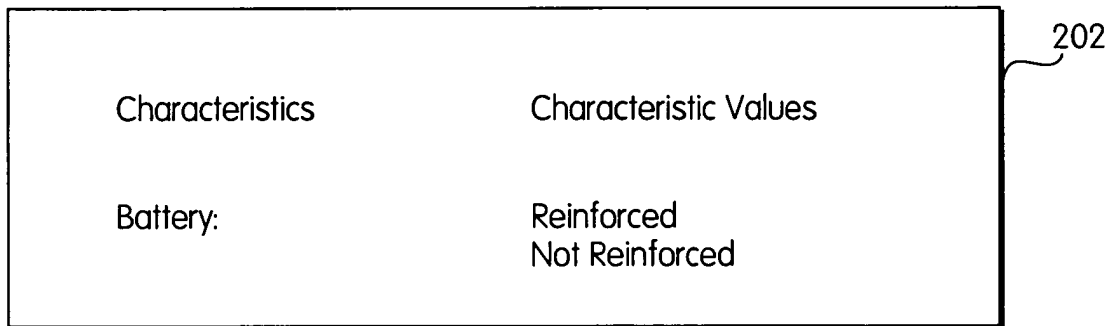 202
Characteristics Characteristic Values
Battery: Reinforced
Not Reinforced